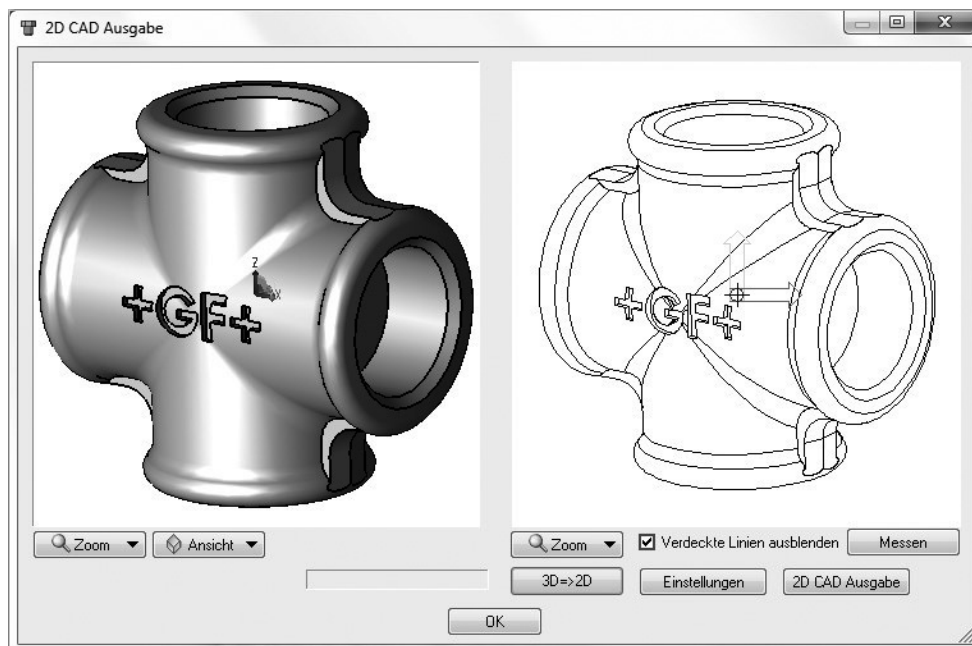 2D CAD Ausgabe
Z
X
+GF+
+GF+
Zoom
Ansicht
Zoom
Verdeckte Linien ausblenden
Messen
3D=>2D
Einstellungen
2D CAD Ausgabe
OK